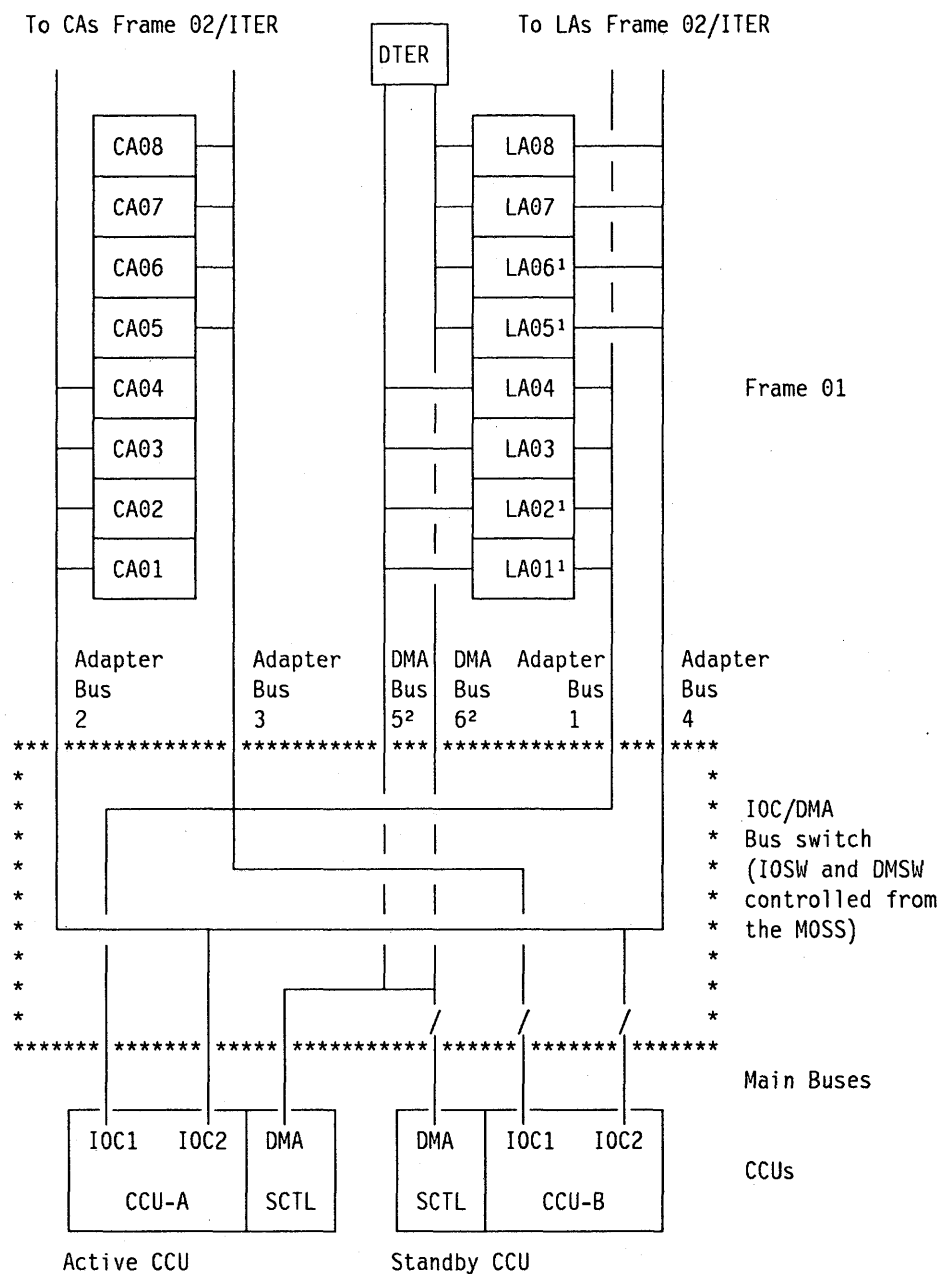 To CAs Frame 02/ITER
To LAs Frame 02/ITER
DTER
CA08
CA07
CA06
CA05
CA04
CA03
CA02
CA01
LA08
LA07
LA06¹
LA05¹
LA04
LA03
LA02¹
LA01¹
Frame 01
Adapter
Bus
2
Adapter
Bus
3
DMA
Bus
5²
DMA
Bus
6²
Adapter
Bus
1
Adapter
Bus
4
IOC/DMA
Bus switch
(IOSW and DMSW
controlled from
the MOSS)
Main Buses
IOC1 IOC2 DMA
CCU-A SCTL
DMA IOC1 IOC2
SCTL CCU-B
CCUs
Active CCU
Standby CCU